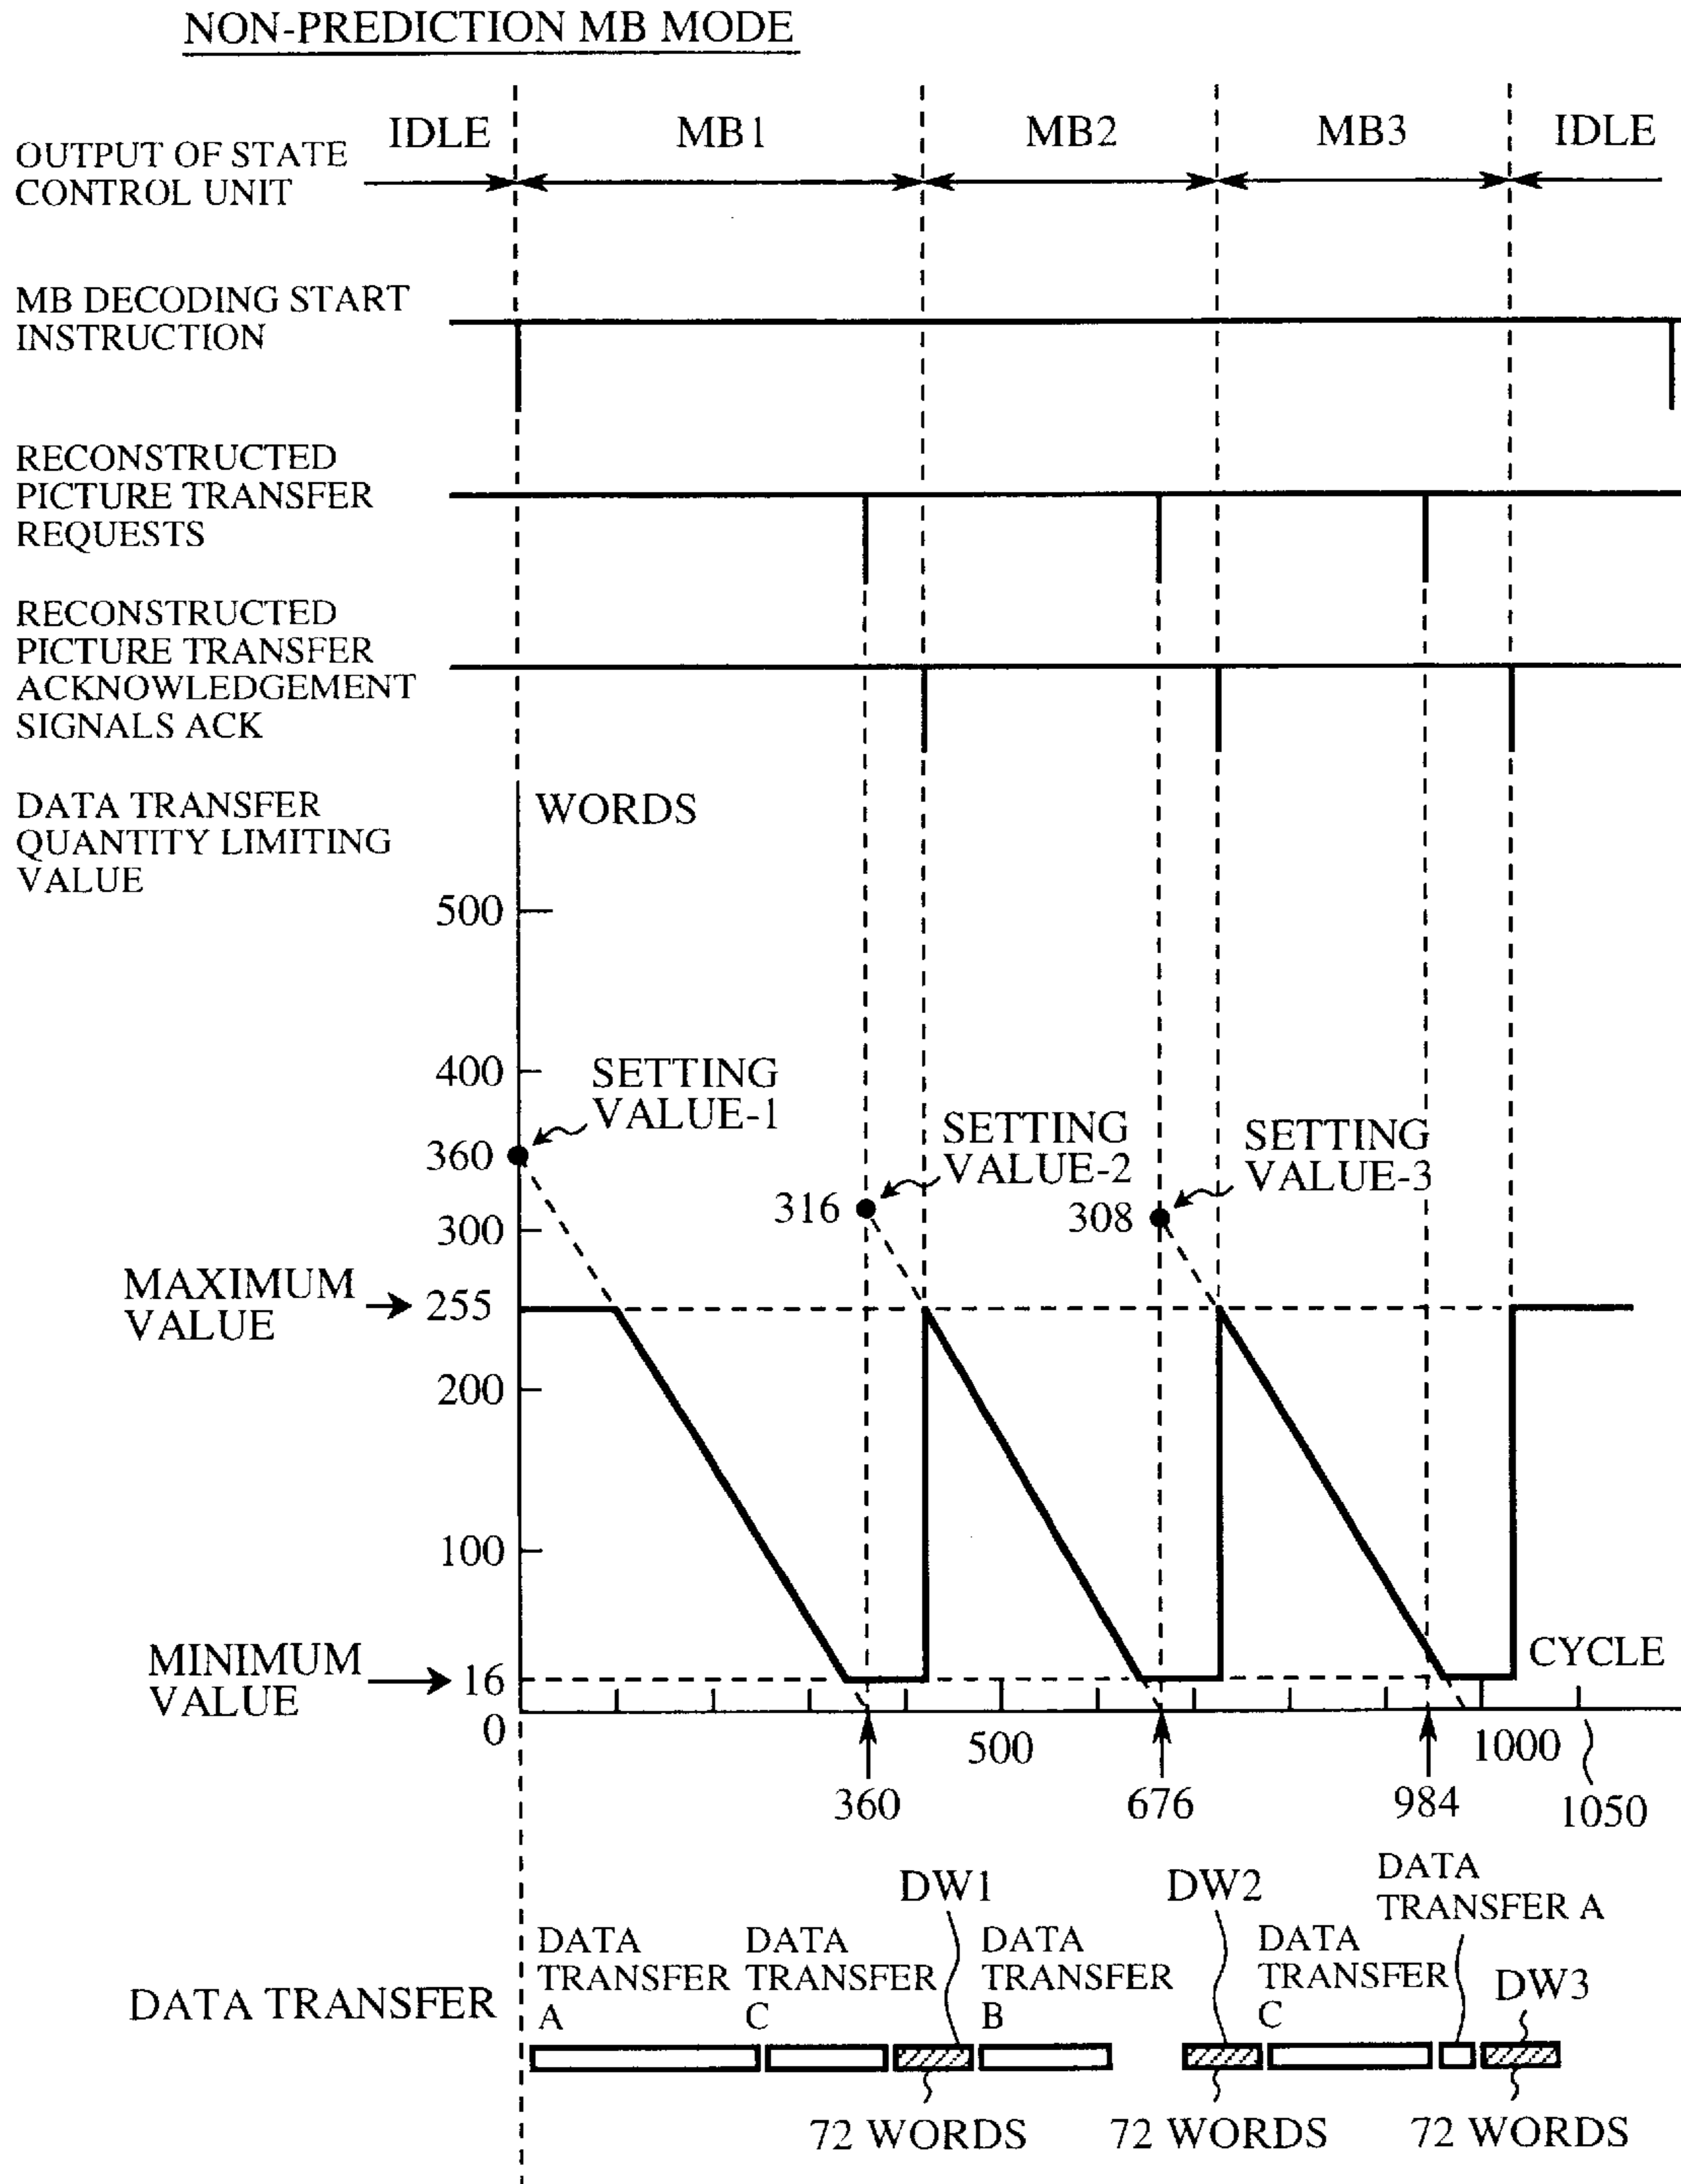 NON-PREDICTION MB MODE
IDLE MB1 MB2 MB3 IDLE
OUTPUT OF STATE
CONTROL UNIT
MB DECODING START
INSTRUCTION
RECONSTRUCTED
PICTURE TRANSFER
REQUESTS
RECONSTRUCTED
PICTURE TRANSFER
ACKNOWLEDGEMENT
SIGNALS ACK
DATA TRANSFER
QUANTITY LIMITING
VALUE
WORDS
500
400
SETTING
VALUE-1
360
SETTING
VALUE-2
316
SETTING
VALUE-3
308
300
MAXIMUM
VALUE
255
200
100
MINIMUM
VALUE
16
CYCLE
0
500
1000
360
676
984
1050
DW1
DW2
DATA
TRANSFER A
DATA
TRANSFER
A
DATA
TRANSFER
C
DATA
TRANSFER
B
DATA
TRANSFER
C
DW3
DATA TRANSFER
72 WORDS
72 WORDS
72 WORDS